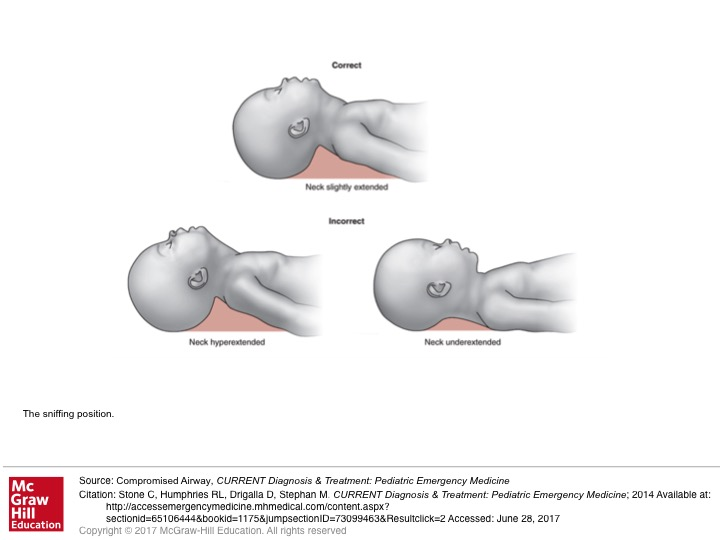 Correct
Neck slightly extended
Incorrect
Neck hyperextended
Neck underextended
The sniffing position.
Mc
Graw
Hill
Education
Source: Compromised Airway, CURRENT Diagnosis & Treatment: Pediatric Emergency Medicine
Citation: Stone C, Humphries RL, Drigalla D, Stephan M. CURRENT Diagnosis & Treatment: Pediatric Emergency Medicine; 2014 Available at:
http://accessemergencymedicine.mhmedical.com/content.aspx?
sectionid=65106444&bookid=1175&jumpsectionID=73099463&Resultclick=2 Accessed: June 28, 2017
Copyright © 2017 McGraw-Hill Education. All rights reserved